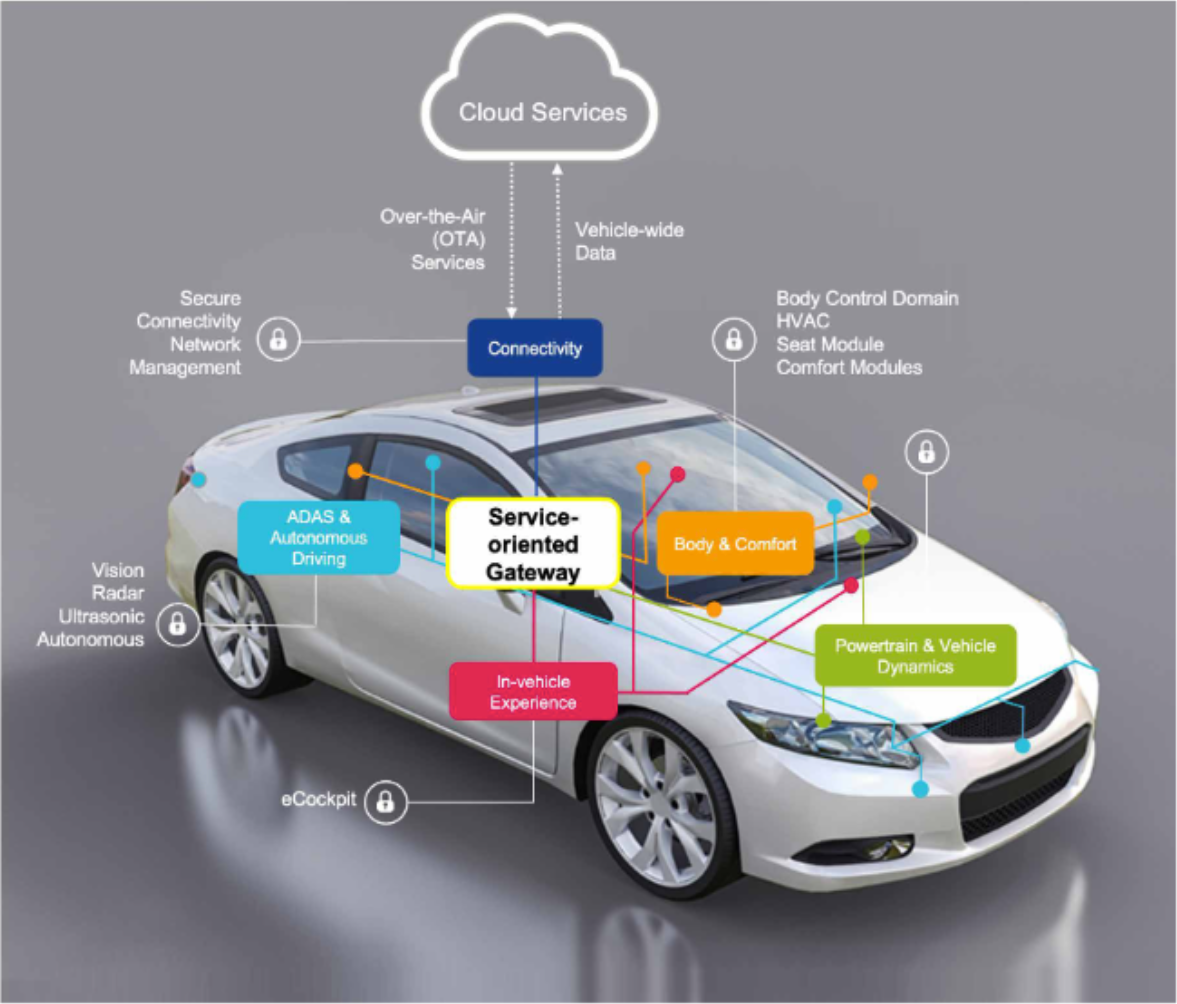 Cloud Services
Over-the-Air
(OTA)
Services
Vehicle-wide
Data
Secure
Connectivity
Network
Management
Connectivity
Body Control Domain
HVAC
Seat Module
Comfort Modules
ADAS &
Autonomous
Driving
Service-
oriented
Gateway
Body & Comfort
Vision
Radar
Ultrasonic
Autonomous
Powertrain & Vehicle
Dynamics
In-vehicle
Experience
eCockpit